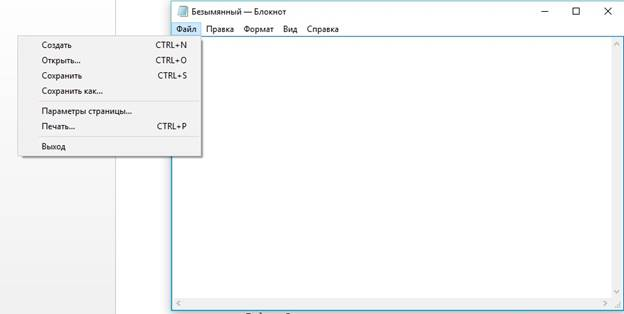 Безымянный — Блокнот
Файл Правка Формат Вид Справка
Создать CTRL+N
Открыть... CTRL+O
Сохранить CTRL+S
Сохранить как...
Параметры страницы...
Печать... CTRL+P
Выход